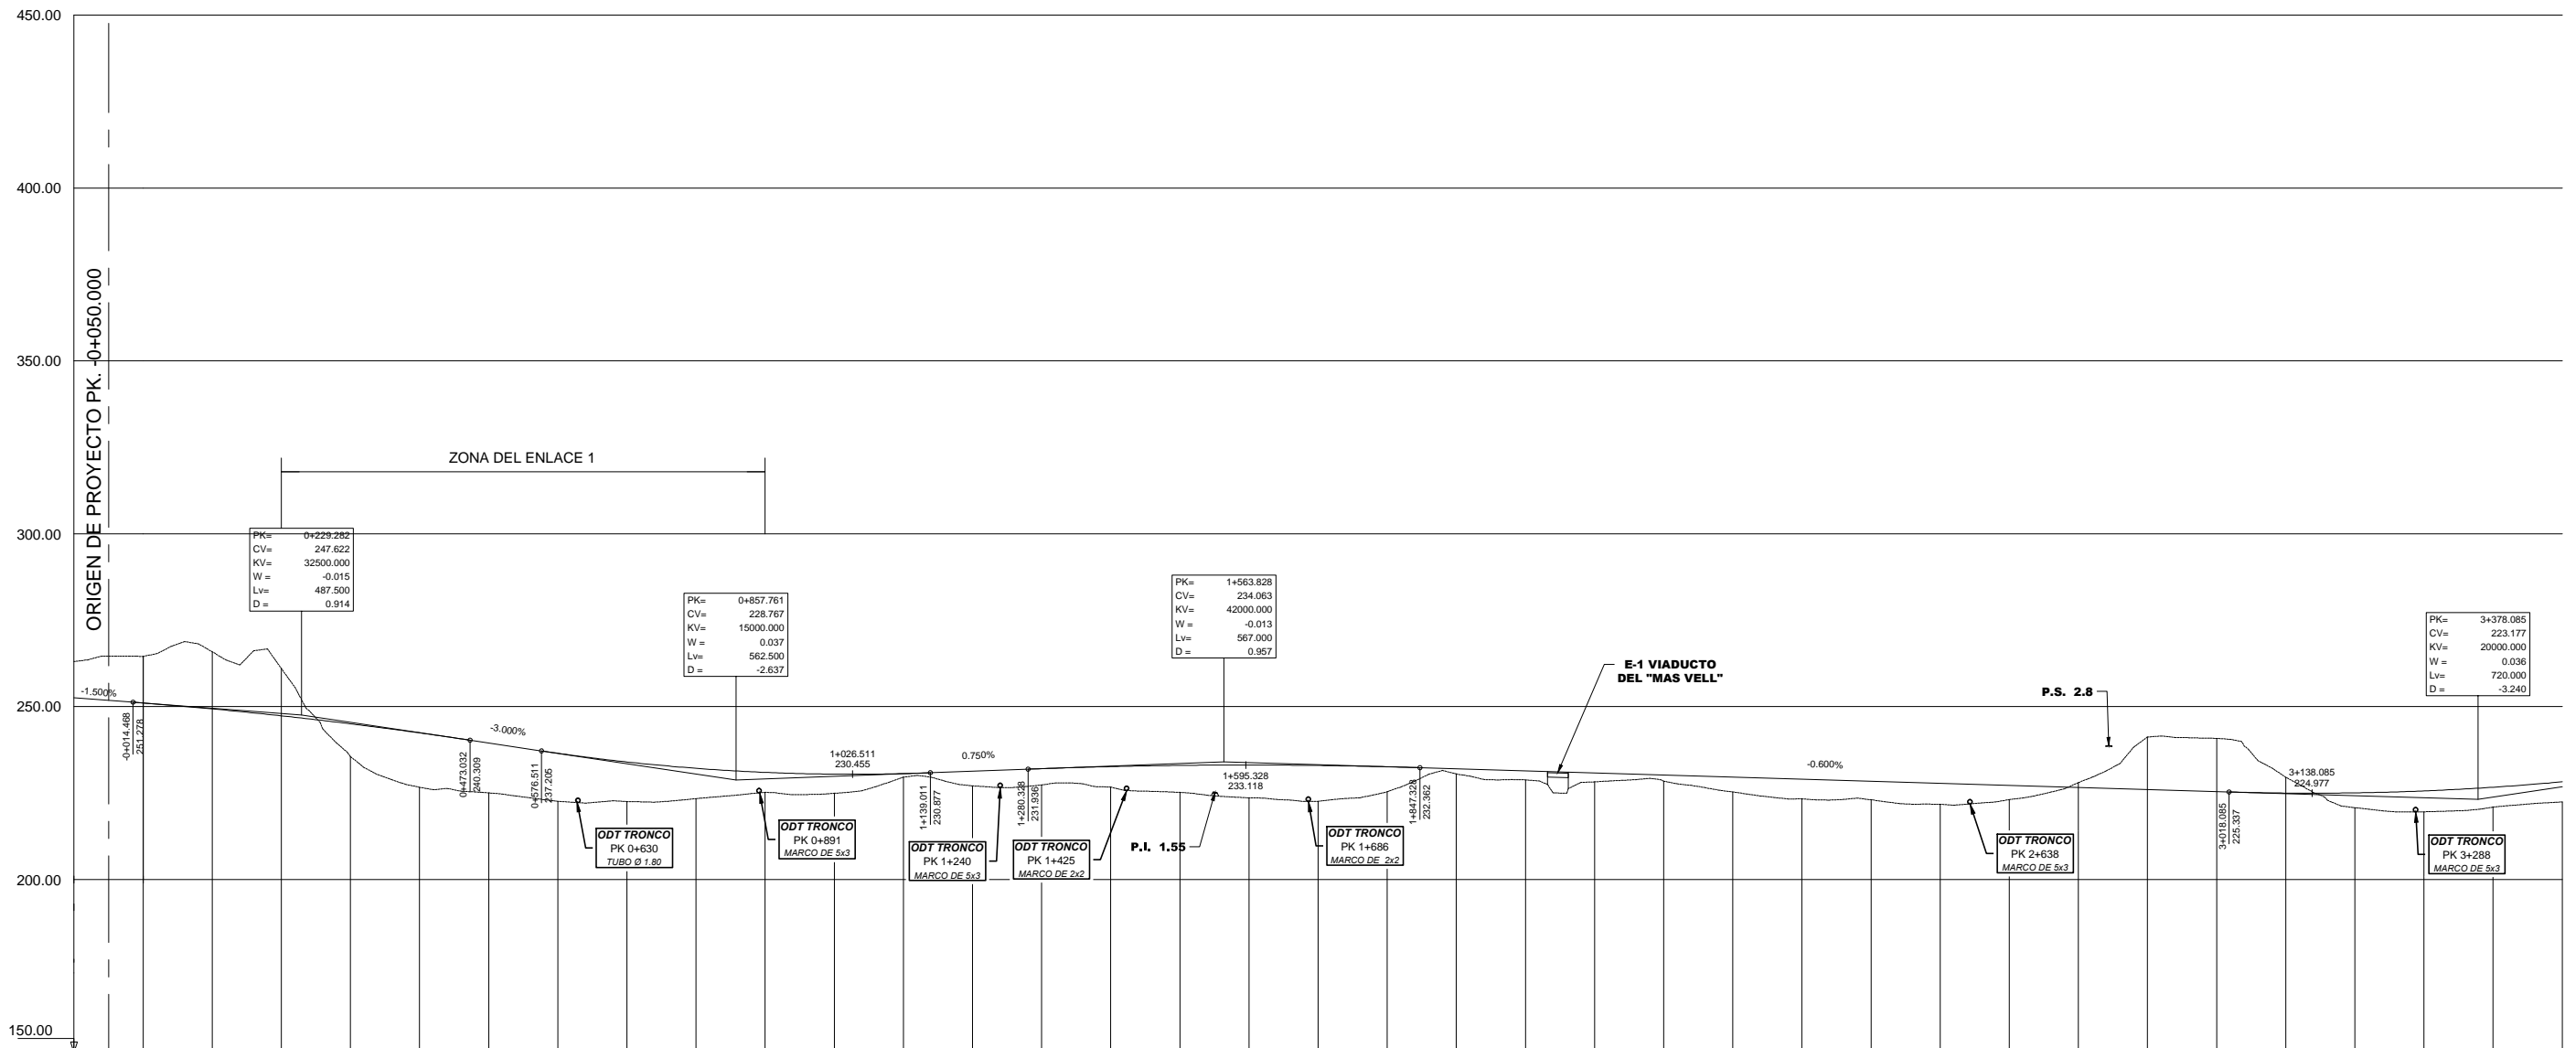 450.00
400.00
350.00
300.00
250.00
200.00
150.00
ORIGEN DE PROYECTO PK. -0+050.000
ZONA DEL ENLACE 1
PK= 0+229.282
CV= 247.622
KV= 32500.000
W = -0.015
Lv= 487.500
D = 0.914
PK= 0+857.761
CV= 228.767
KV= 15000.000
W = 0.037
Lv= 562.500
D = -2.637
PK= 1+563.828
CV= 234.063
KV= 42000.000
W = -0.013
Lv= 567.000
D = 0.957
PK= 3+378.085
CV= 223.177
KV= 20000.000
W = 0.036
Lv= 720.000
D = -3.240
E-1 VIADUCTO
DEL "MAS VELL"
P.S. 2.8
-1.500%
-0+014.468
251.278
-3.000%
0+473.032
240.309
0+576.511
237.205
1+026.511
230.455
0.750%
1+139.011
230.877
1+280.328
231.936
1+595.328
233.118
1+847.328
232.362
-0.600%
3+018.085
225.337
3+138.085
224.977
ODT TRONCO
PK 0+630
TUBO Ø 1.80
ODT TRONCO
PK 0+891
MARCO DE 5x3
ODT TRONCO
PK 1+240
MARCO DE 5x3
ODT TRONCO
PK 1+425
MARCO DE 2x2
P.I. 1.55
ODT TRONCO
PK 1+686
MARCO DE 2x2
ODT TRONCO
PK 2+638
MARCO DE 5x3
ODT TRONCO
PK 3+288
MARCO DE 5x3